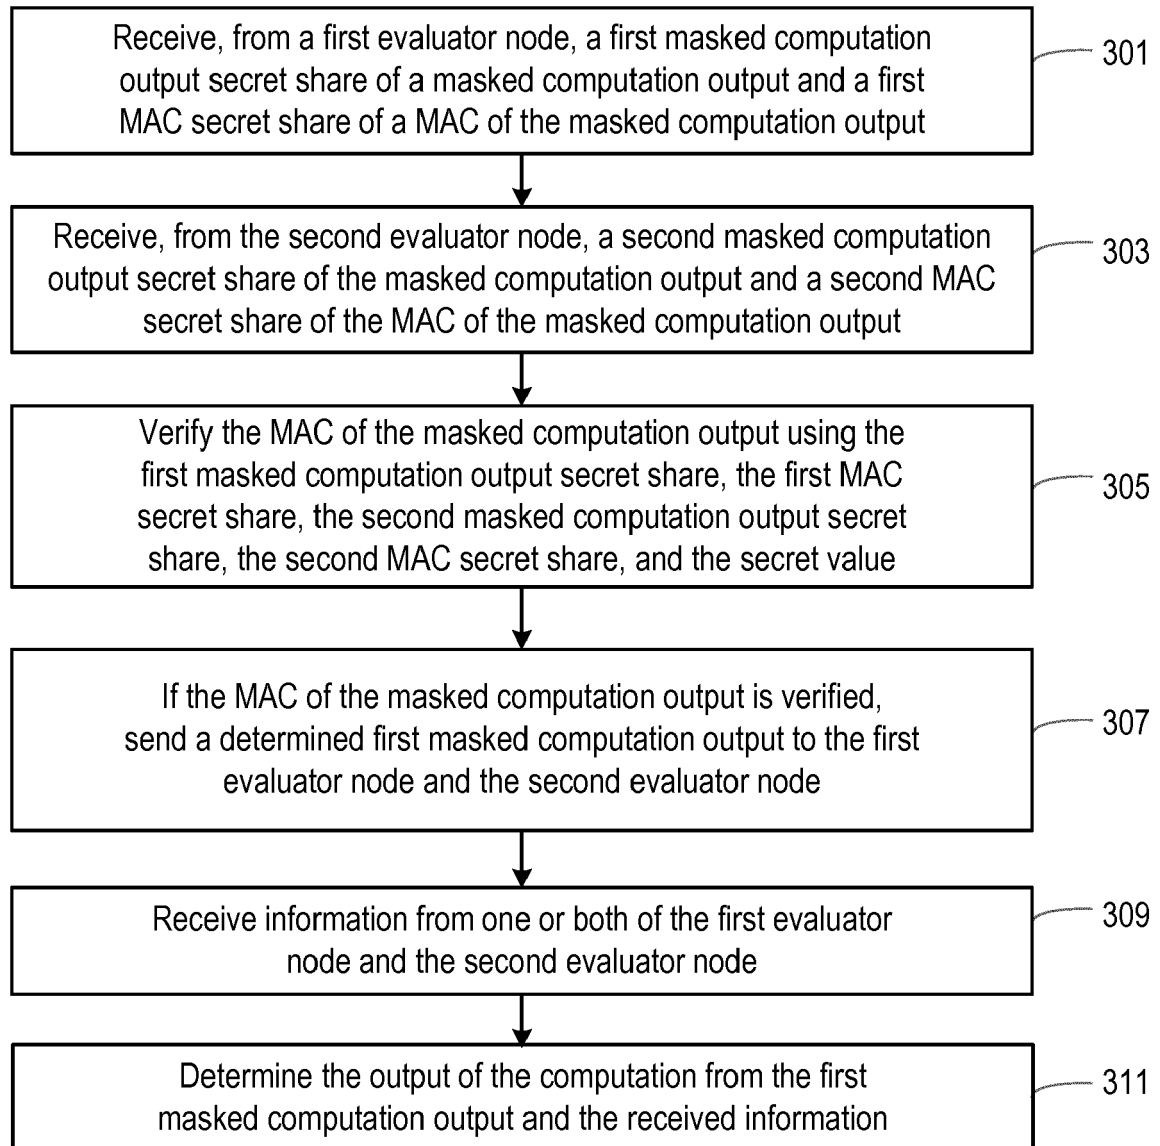 Receive, from a first evaluator node, a first masked computation
output secret share of a masked computation output and a first
MAC secret share of a MAC of the masked computation output
301
Receive, from the second evaluator node, a second masked computation
output secret share of the masked computation output and a second MAC
secret share of the MAC of the masked computation output
303
Verify the MAC of the masked computation output using the
first masked computation output secret share, the first MAC
secret share, the second masked computation output secret
share, the second MAC secret share, and the secret value
305
If the MAC of the masked computation output is verified,
send a determined first masked computation output to the first
evaluator node and the second evaluator node
307
Receive information from one or both of the first evaluator
node and the second evaluator node
309
Determine the output of the computation from the first
masked computation output and the received information
311